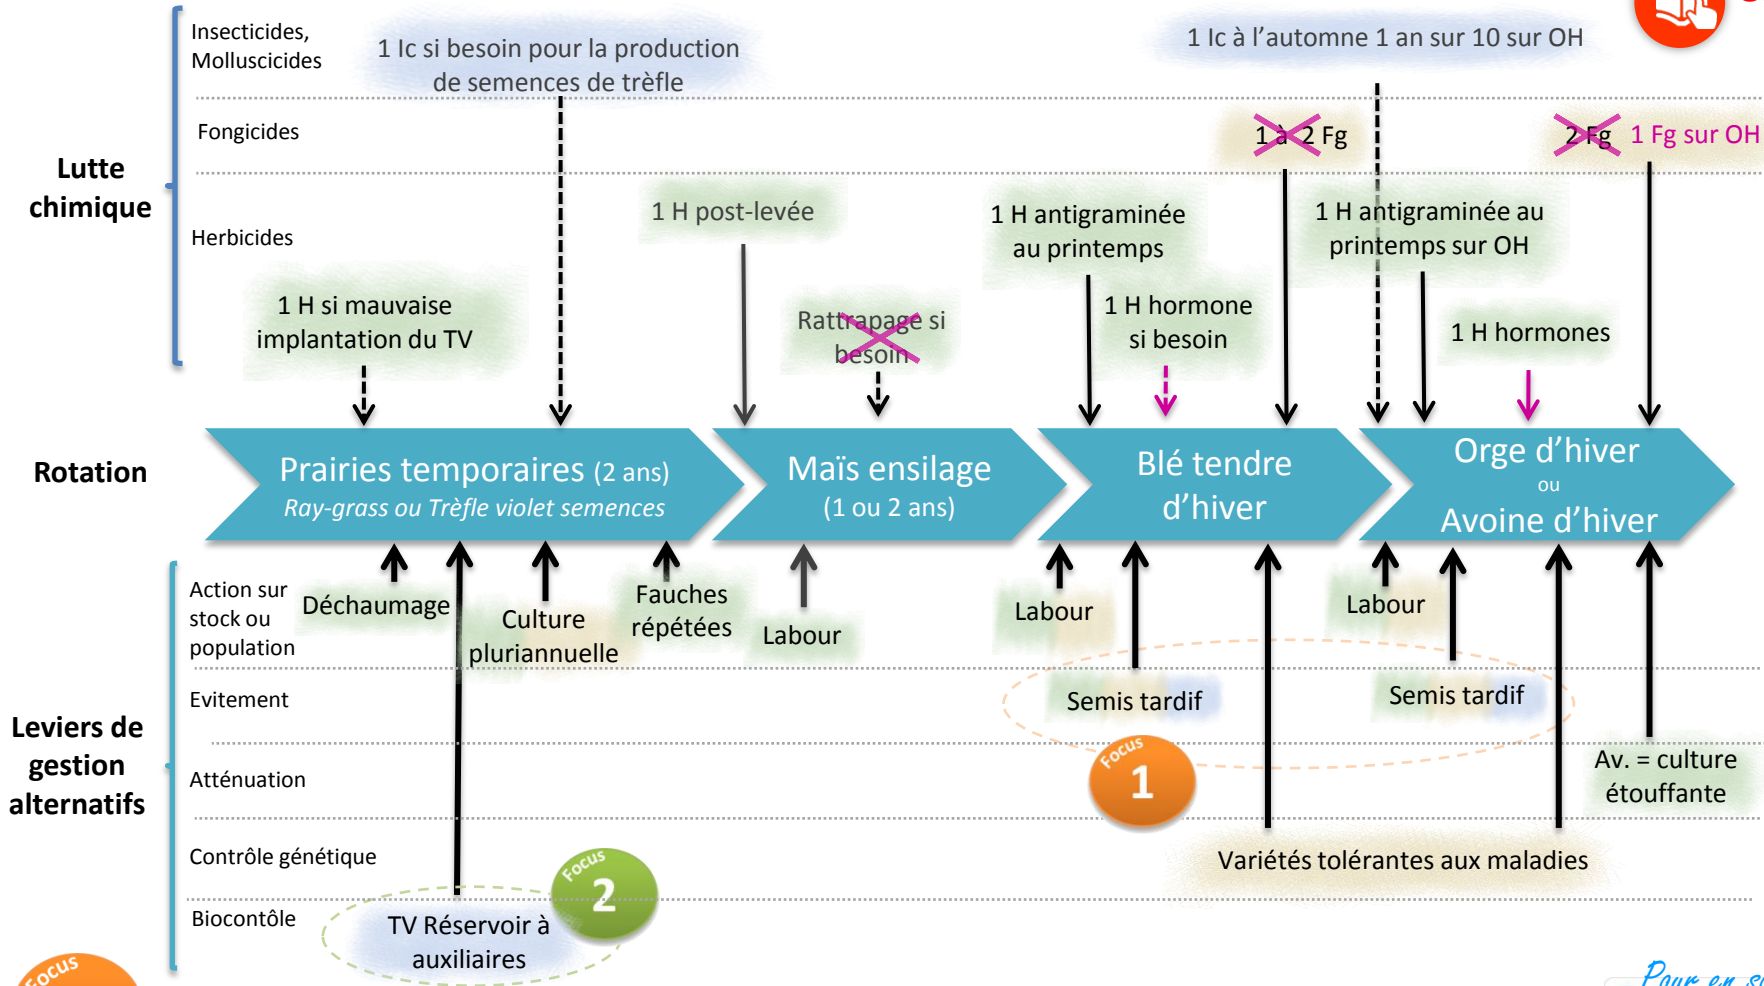 Insecticides,
Molluscicides
1 Ic si besoin pour la production
de semences de trèfle
1 Ic à l'automne 1 an sur 10 sur OH
Fongicides
1 à 2 Fg
2 Fg 1 Fg sur OH
Lutte
chimique
Herbicides
1 H post-levée
1 H antigraminée
au printemps
1 H antigraminée au
printemps sur OH
1 H si mauvaise
implantation du TV
Rattrapage si
besoin
1 H hormone
si besoin
1 H hormones
Rotation
Prairies temporaires (2 ans)
Ray-grass ou Trèfle violet semences
Maïs ensilage
(1 ou 2 ans)
Blé tendre
d'hiver
Orge d'hiver
ou
Avoine d'hiver
Leviers de
gestion
alternatifs
Action sur
stock ou
population
Déchaumage
Culture
pluriannuelle
Fauches
répétées
Labour
Labour
Labour
Evitement
Semis tardif
Semis tardif
Atténuation
Focus
1
Av. = culture
étouffante
Contrôle génétique
Variétés tolérantes aux maladies
Focus
2
Biocontôle
TV Réservoir à
auxiliaires
Focus
Pour en s